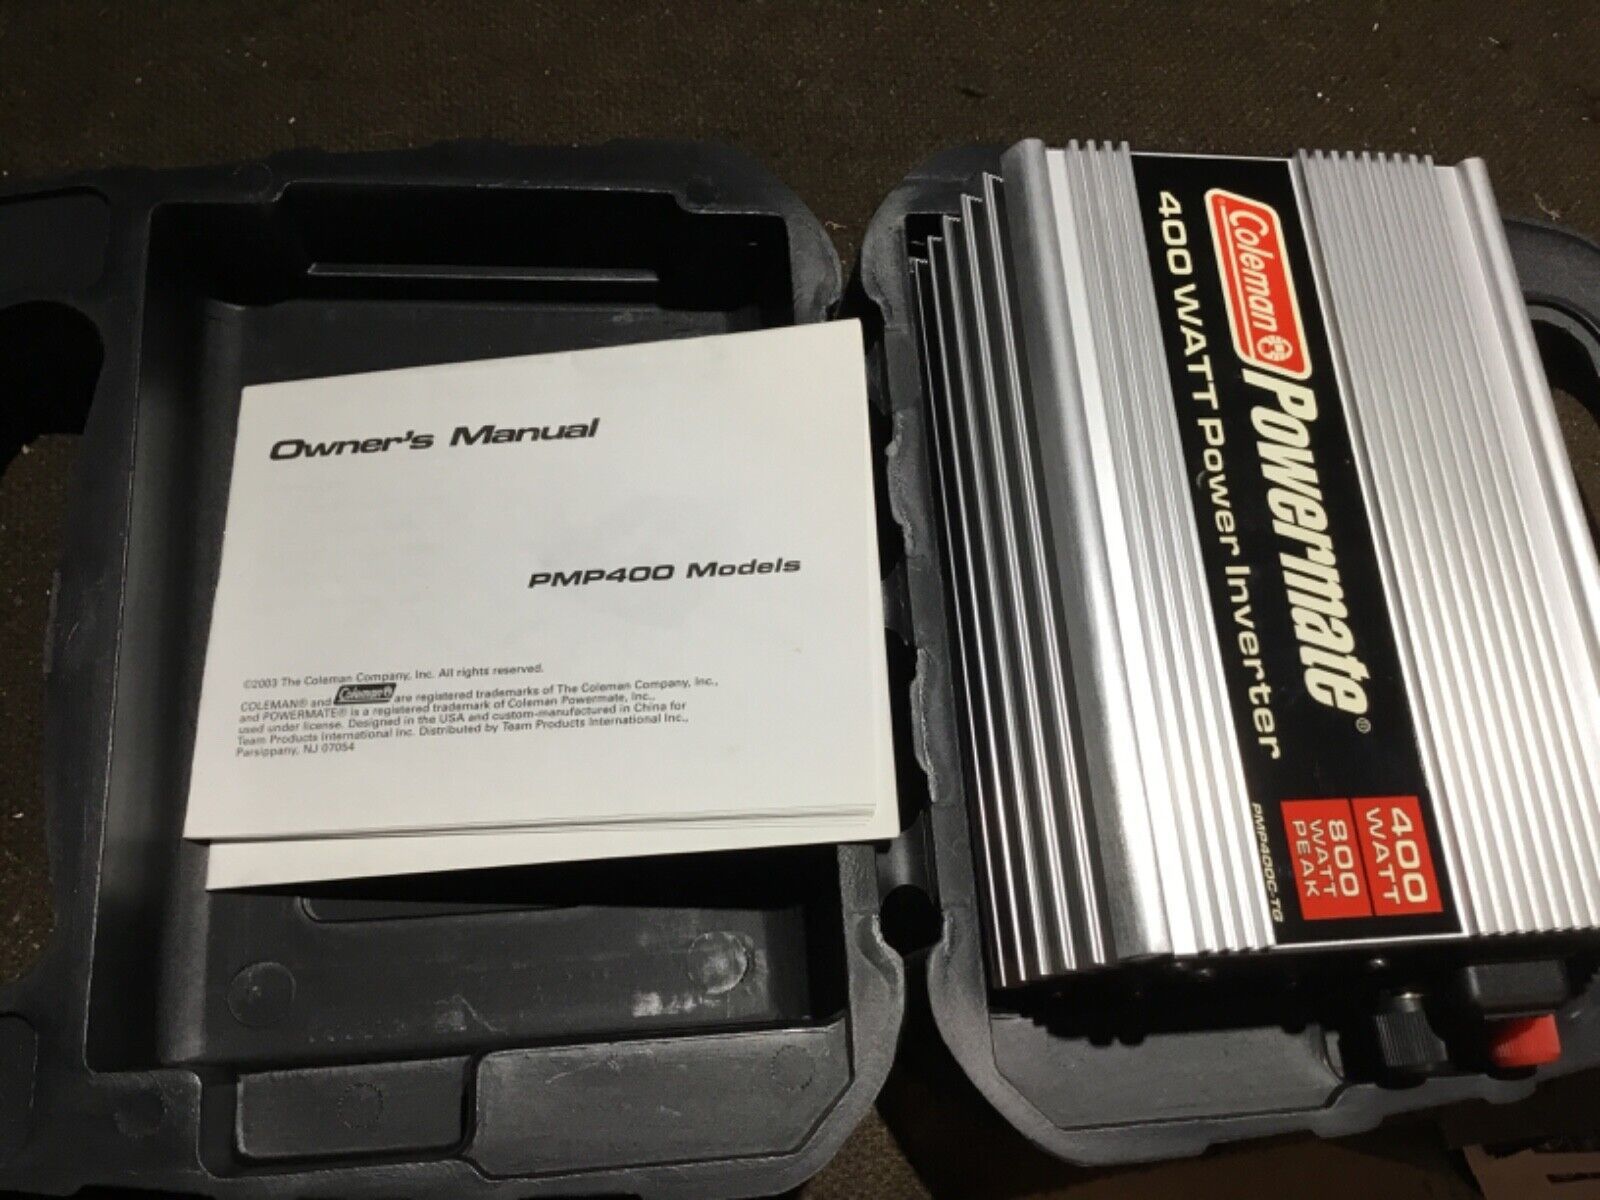 Owner's Manual
PMP400 Models
©2003 The Coleman Company, Inc. All rights reserved.
COLEMAN® and Coleman are registered trademarks of The Coleman Company, Inc.,
and POWERMATE® is a registered trademark of Coleman Powermate, Inc.,
used under license. Designed in the USA and custom-manufactured in China for
Team Products International Inc. Distributed by Team Products International Inc.,
Parsippany, NJ 07054
Coleman Powermate®
400 WATT Power Inverter
400
WATT
800
WATT
PEAK
PMP400C-TG